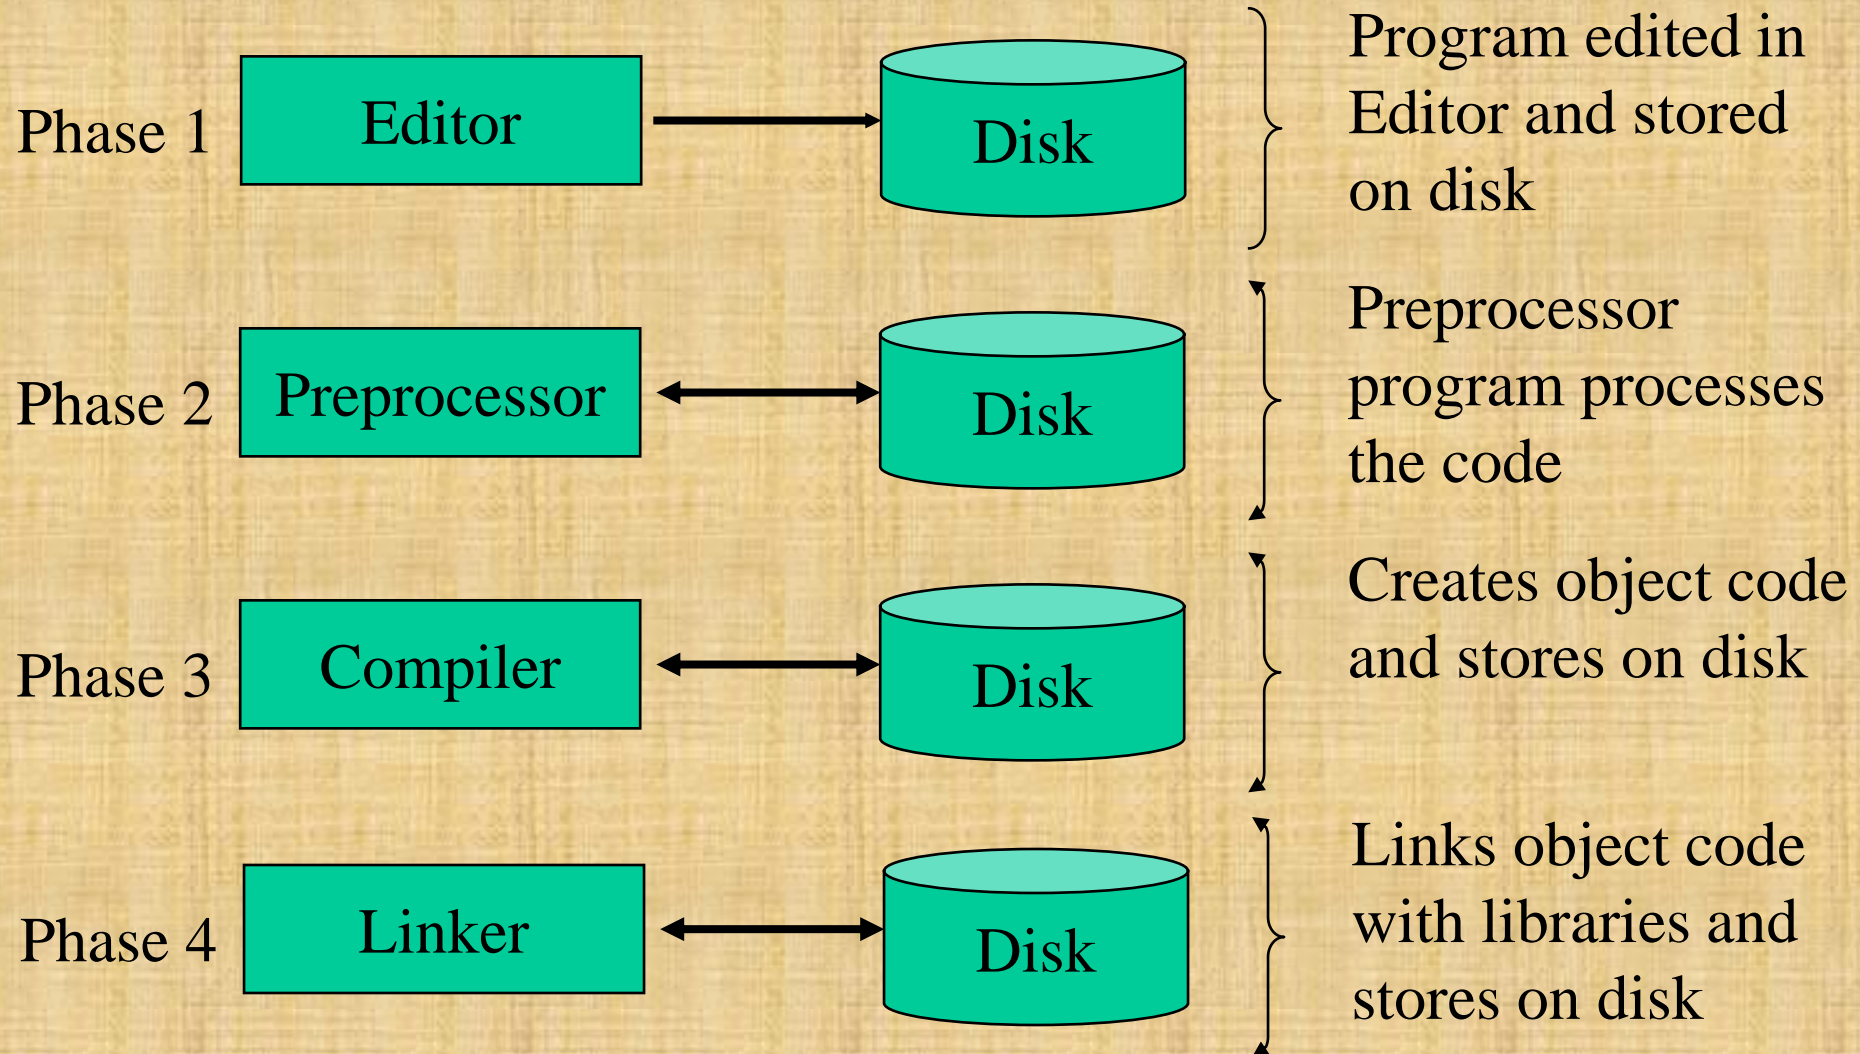 Phase 1
Editor
Disk
Program edited in
Editor and stored
on disk
Phase 2
Preprocessor
Disk
Preprocessor
program processes
the code
Phase 3
Compiler
Disk
Creates object code
and stores on disk
Phase 4
Linker
Disk
Links object code
with libraries and
stores on disk